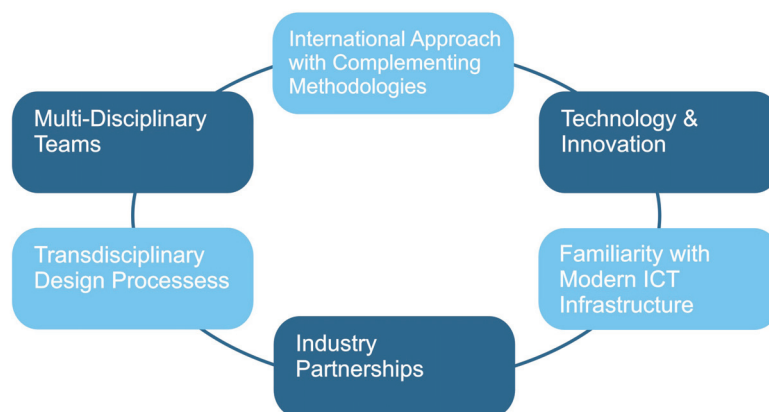 International Approach
with Complementing
Methodologies
Multi-Disciplinary
Teams
Technology &
Innovation
Transdisciplinary
Design Processess
Familiarity with
Modern ICT
Infrastructure
Industry
Partnerships